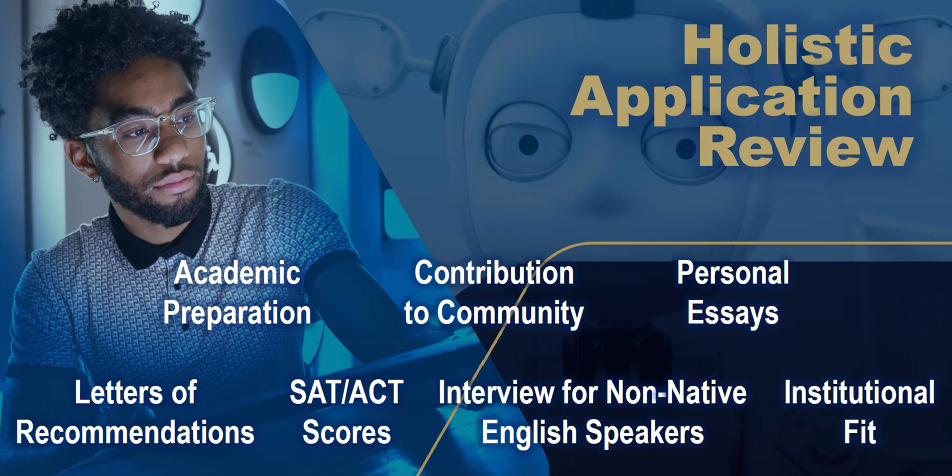 Holistic
Application
Review
Academic
Preparation
Contribution
to Community
Personal
Essays
Letters of
Recommendations
SAT/ACT
Scores
Interview for Non-Native
English Speakers
Institutional
Fit